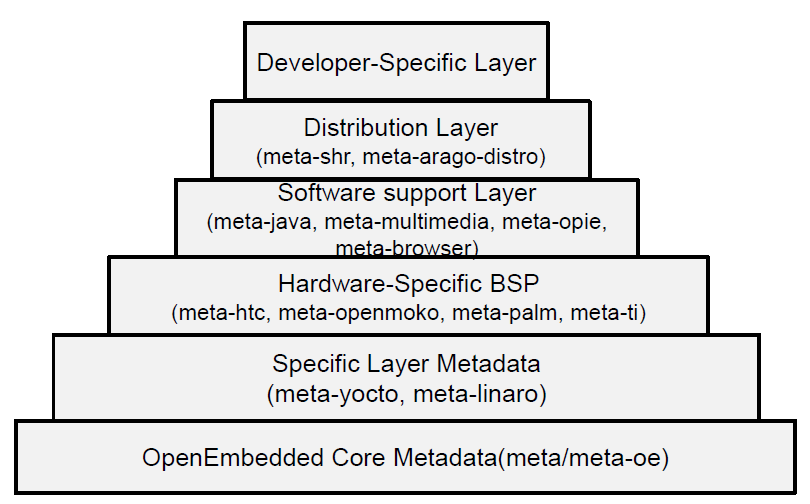 Developer-Specific Layer
Distribution Layer
(meta-shr, meta-arago-distro)
Software support Layer
(meta-java, meta-multimedia, meta-opie,
meta-browser)
Hardware-Specific BSP
(meta-htc, meta-openmoko, meta-palm, meta-ti)
Specific Layer Metadata
(meta-yocto, meta-linaro)
OpenEmbedded Core Metadata(meta/meta-oe)